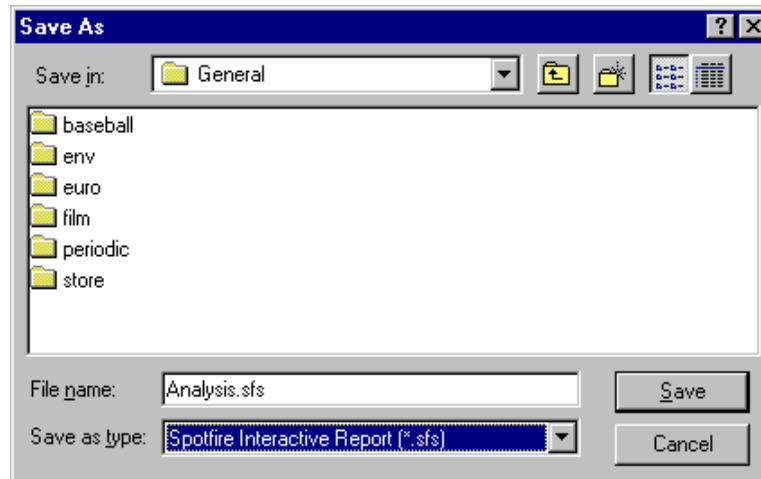 Save As
Save in: General
baseball
env
euro
film
periodic
store
File name: Analysis.sfs Save
Save as type: Spotfire Interactive Report (*.sfs) Cancel